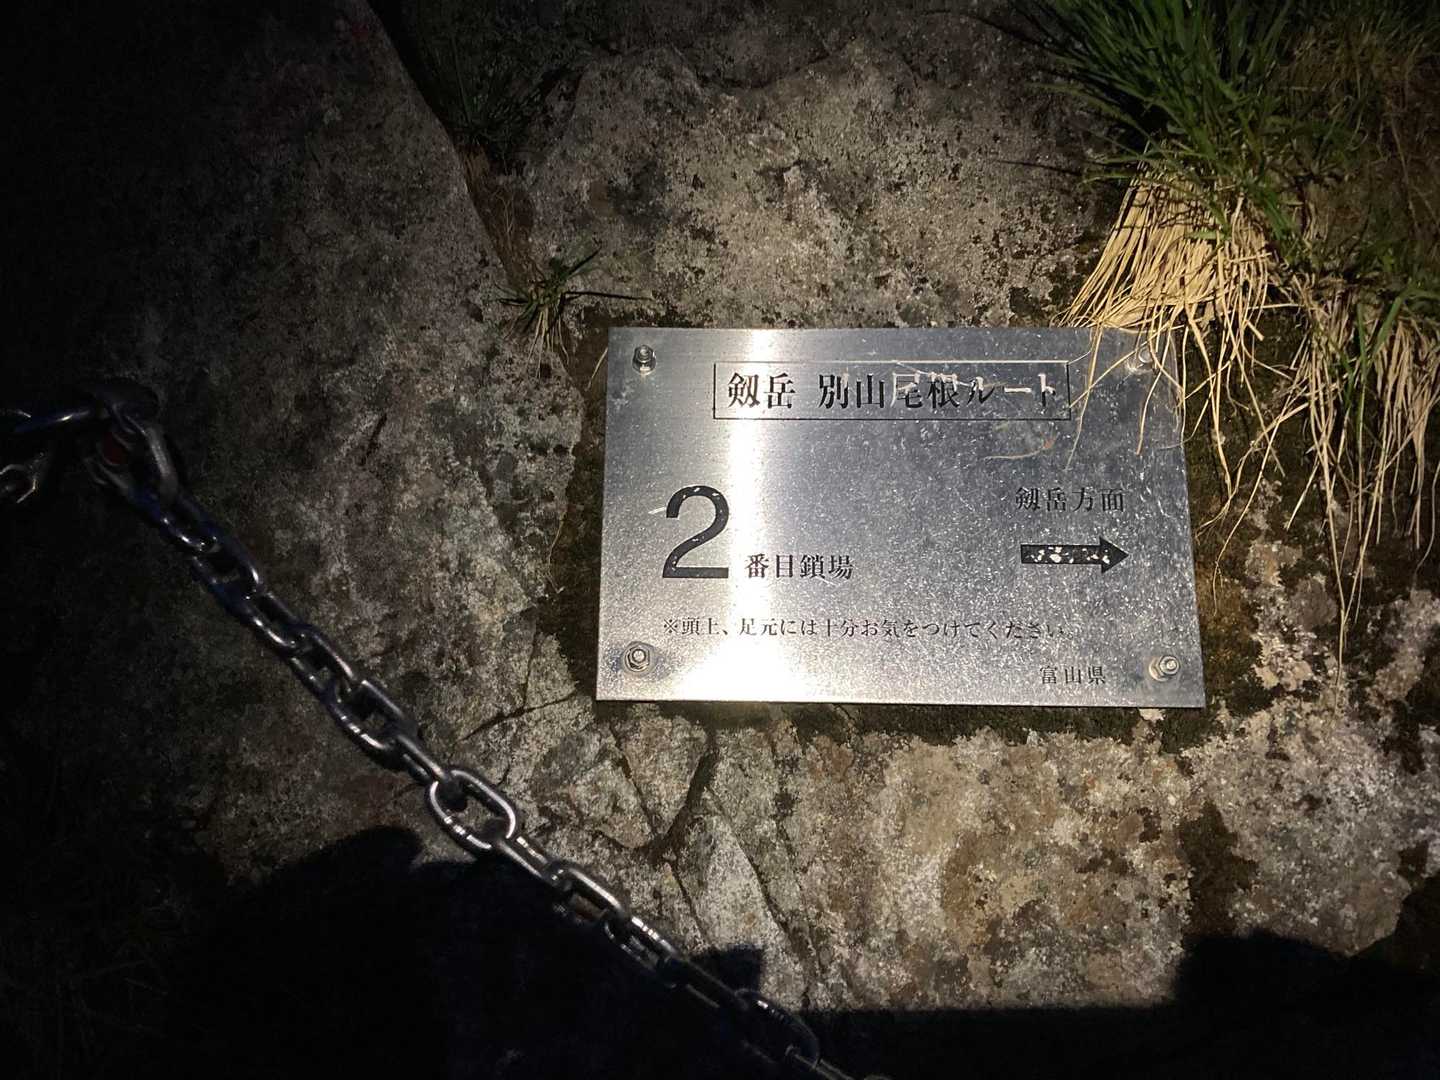 剱岳 別山尾根ルート
剱岳方面
2番目鎖場
※頭上、足元には十分お気をつけてください。
富山県